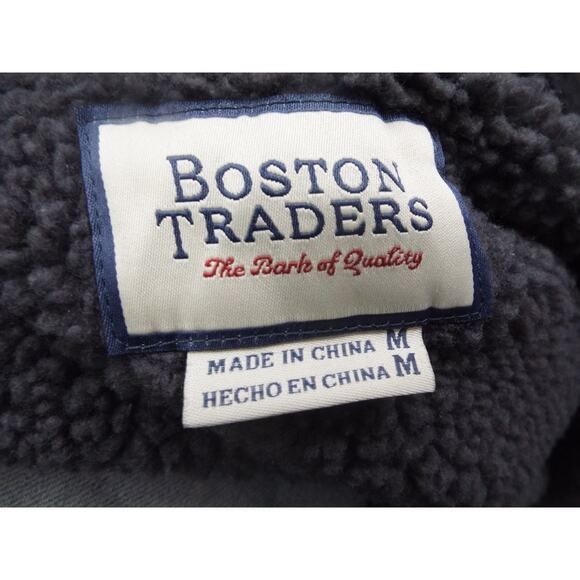 BOSTON
TRADERS
The Bark of Quality
MADE IN CHINA M
HECHO EN CHINA M